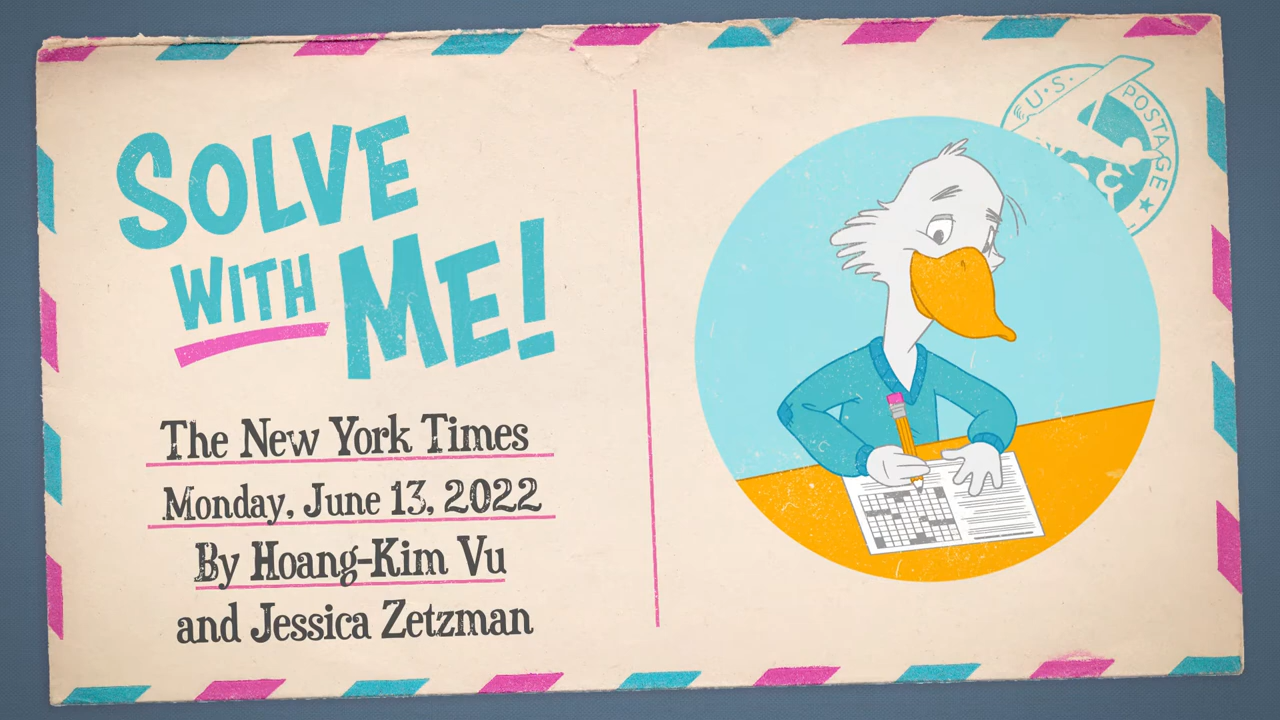 SOLVE
WITH ME!
The New York Times
Monday, June 13, 2022
By Hoang-Kim Vu
and Jessica Zetzman
U.S. POSTAGE